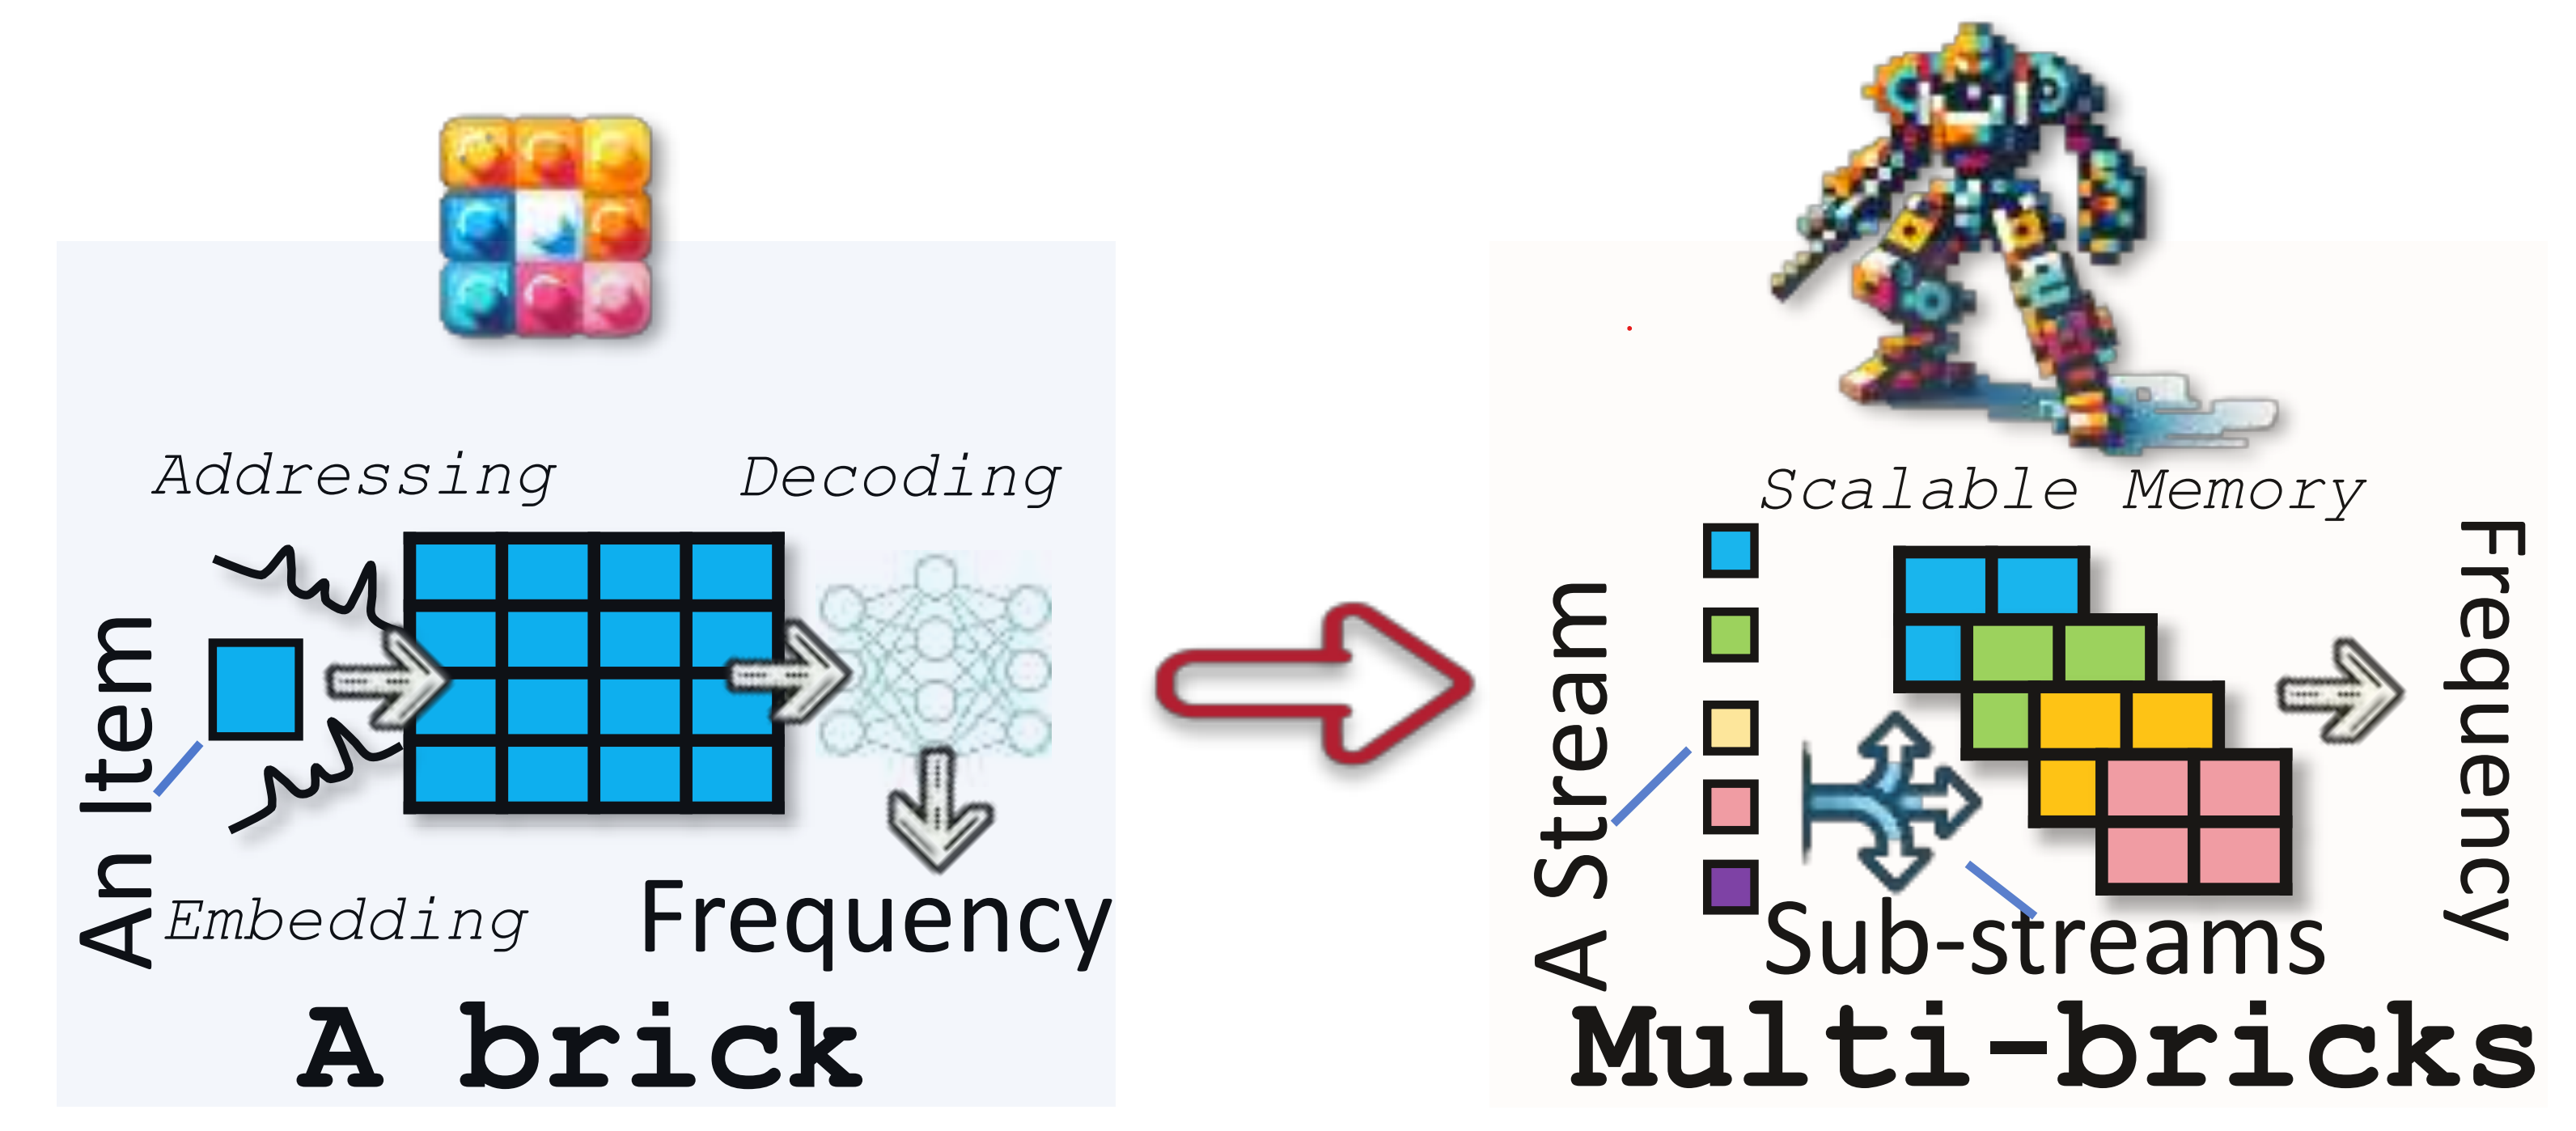 Addressing
Decoding
An Item
Embedding
Frequency
A brick
Scalable Memory
A Stream
Sub-streams
Frequency
Multi-bricks